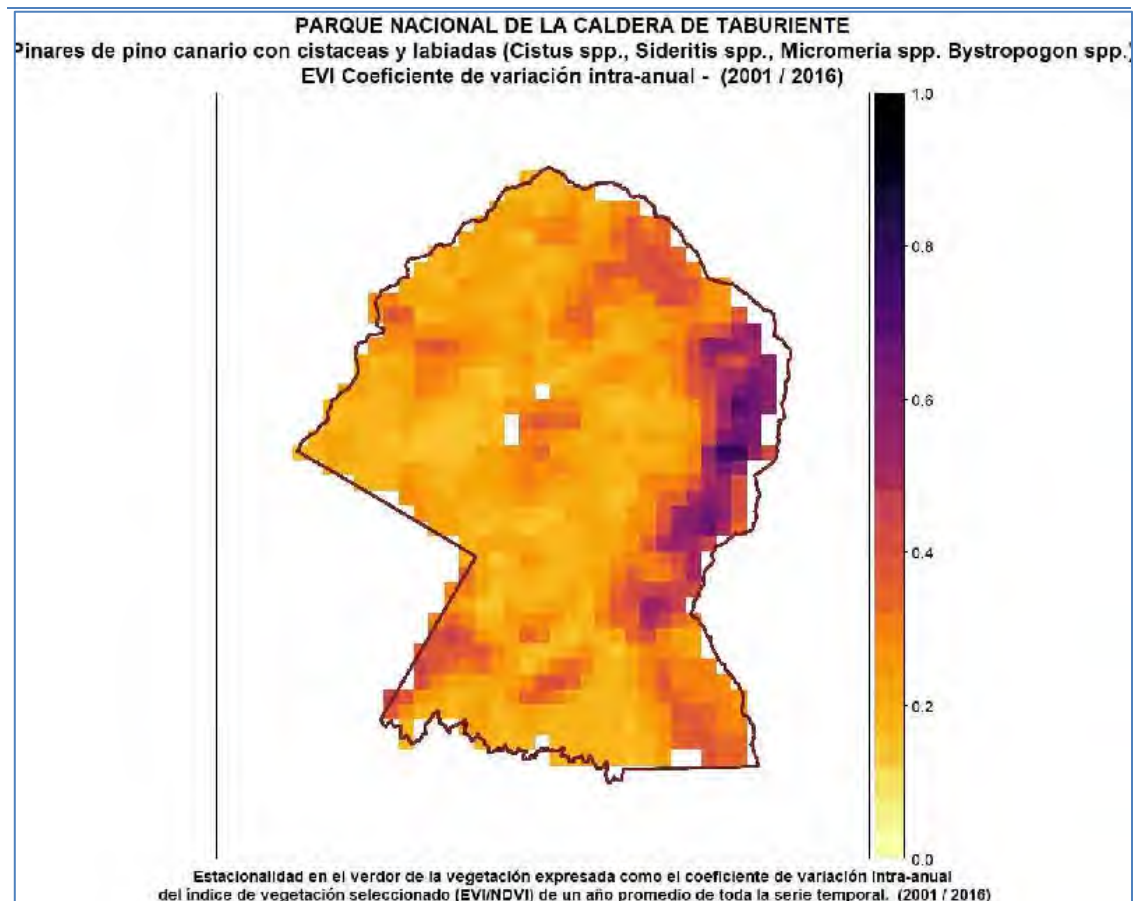 PARQUE NACIONAL DE LA CALDERA DE TABURIENTE
Pinares de pino canario con cistaceas y labiadas (Cistus spp., Sideritis spp., Micromeria spp. Bystropogon spp.)
EVI Coeficiente de variación intra-anual - (2001 / 2016)
1.0
0.8
0.6
0.4
0.2
0.0
Estacionalidad en el verdor de la vegetación expresada como el coeficiente de variación intra-anual
del índice de vegetación seleccionado (EVI/NDVI) de un año promedio de toda la serie temporal. (2001 / 2016)